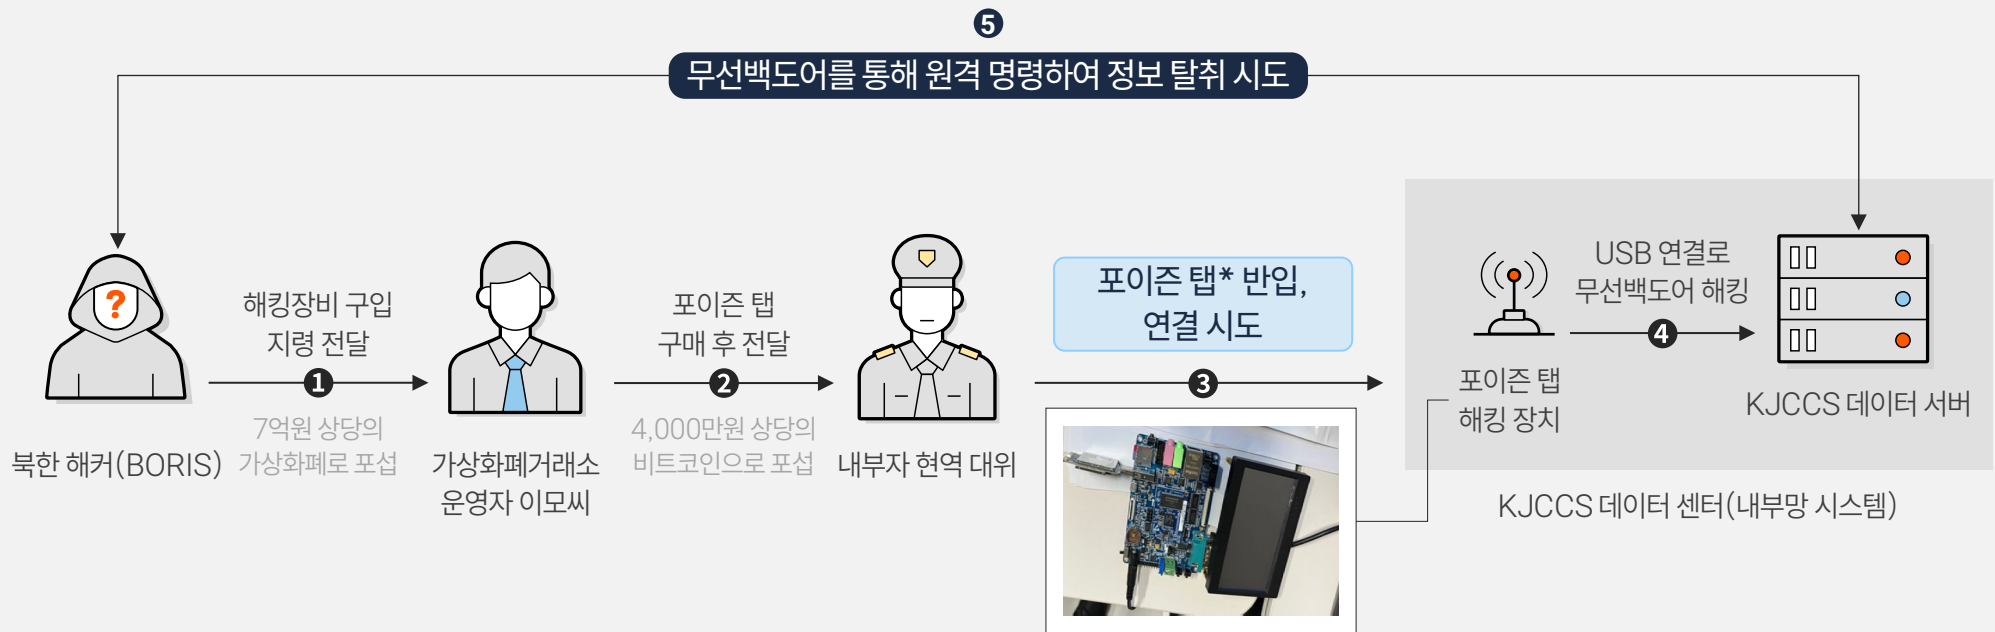 5
무선백도어를 통해 원격 명령하여 정보 탈취 시도
?
북한 해커(BORIS)
해킹장비 구입
지령 전달
1
7억원 상당의
가상화폐로 포섭
가상화폐거래소
운영자 이모씨
포이즌 탭
구매 후 전달
2
4,000만원 상당의
비트코인으로 포섭
내부자 현역 대위
포이즌 탭* 반입,
연결 시도
3
포이즌 탭
해킹 장치
USB 연결로
무선백도어 해킹
4
KJCCS 데이터 서버
KJCCS 데이터 센터(내부망 시스템)